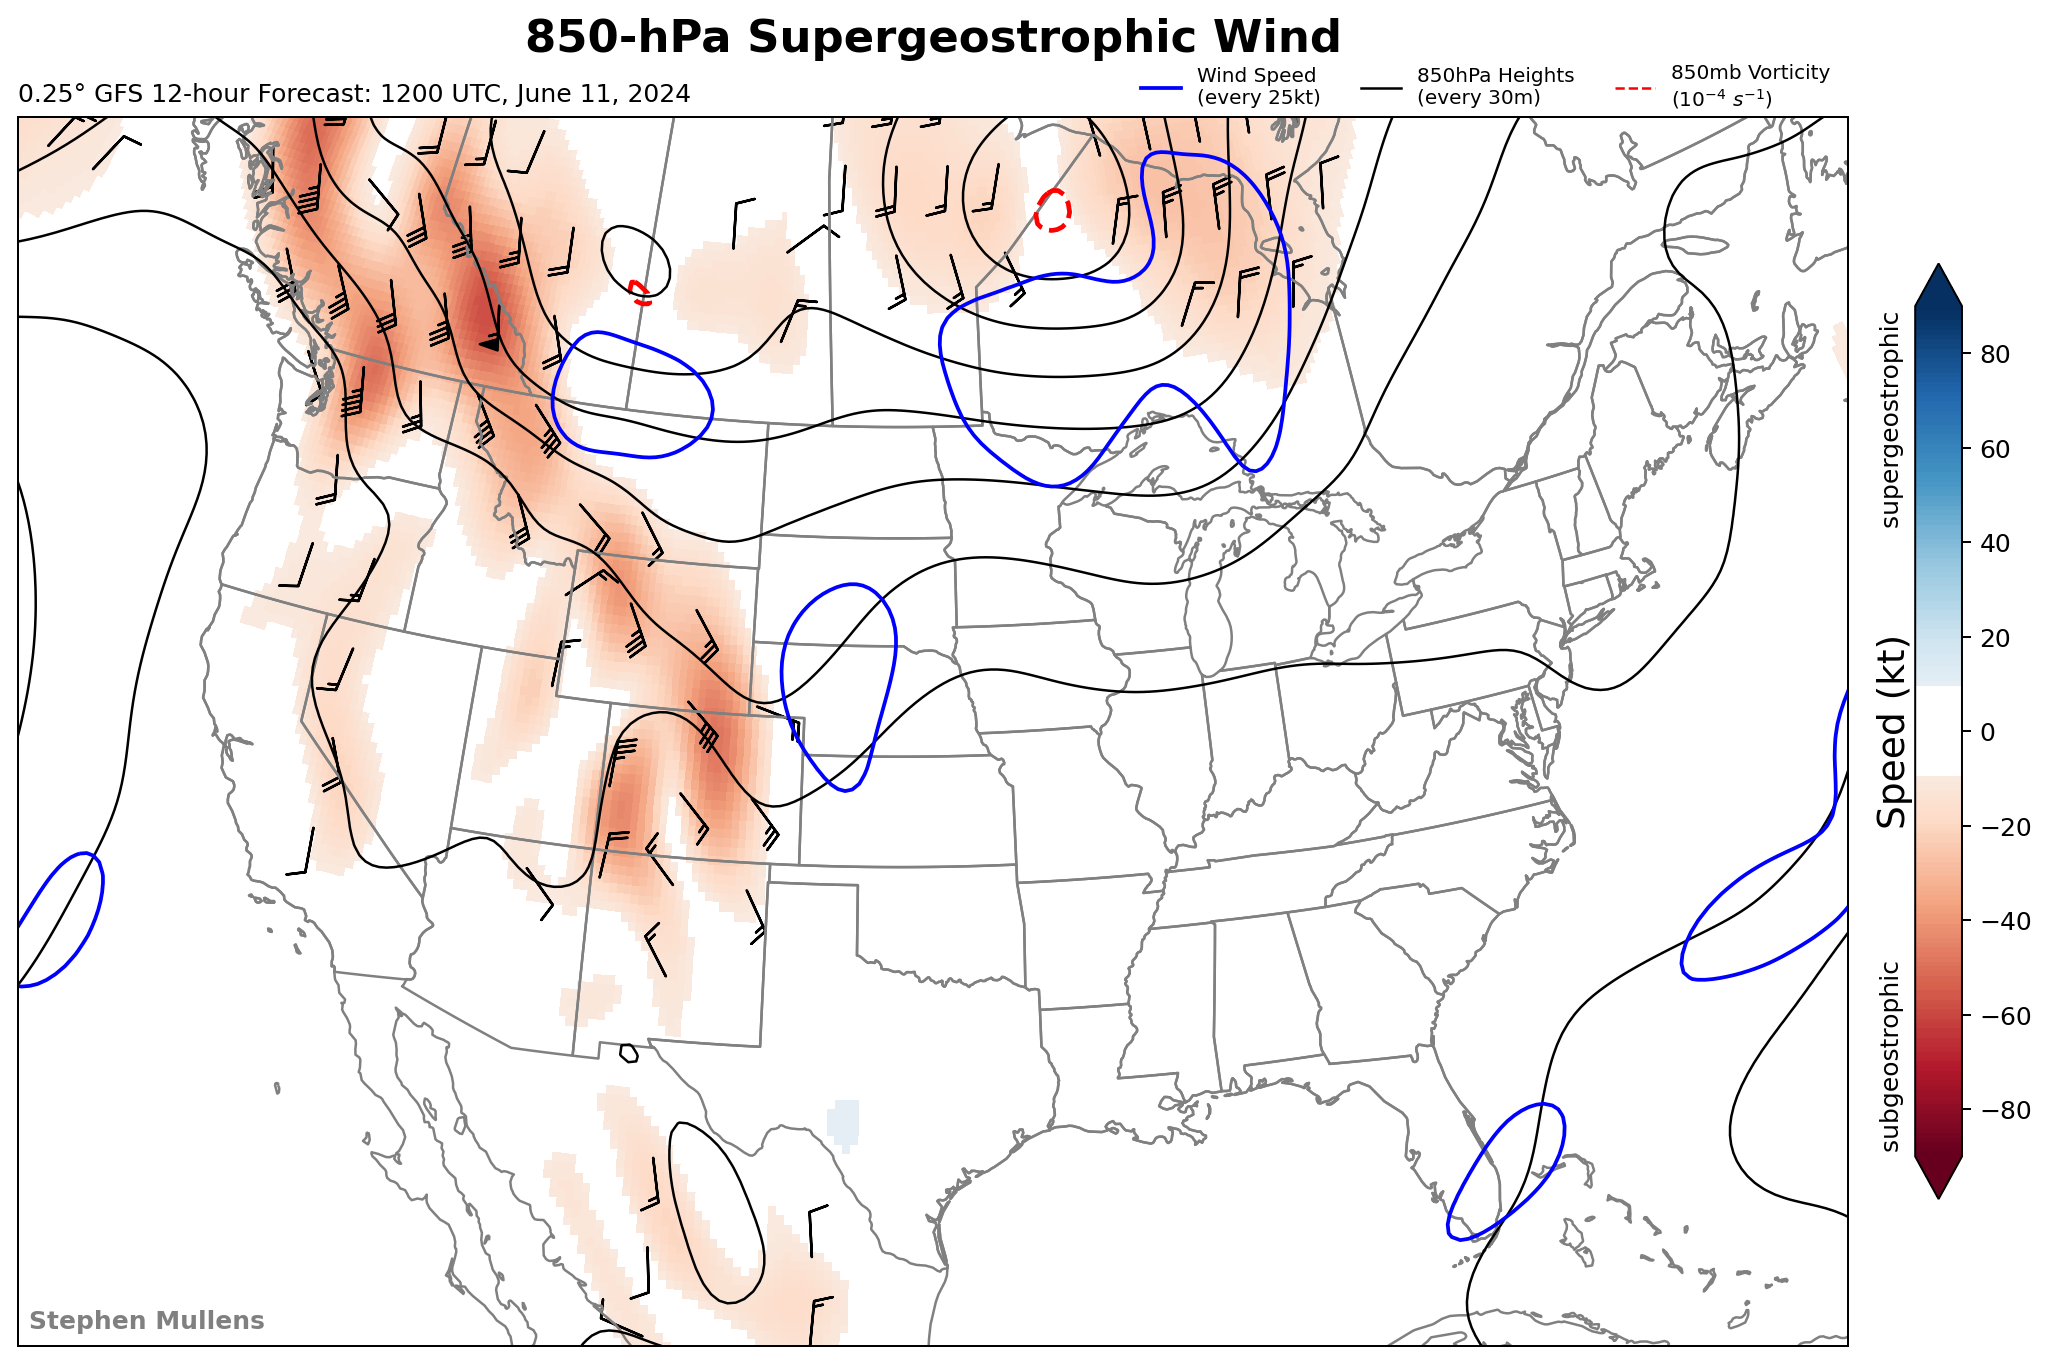 850-hPa Supergeostrophic Wind
0.25° GFS 12-hour Forecast: 1200 UTC, June 11, 2024
Wind Speed
(every 25kt)
850hPa Heights
(every 30m)
850mb Vorticity
(10⁻⁴ s⁻¹)
supergeostrophic
Speed (kt)
subgeostrophic
80
60
40
20
0
−20
−40
−60
−80
Stephen Mullens